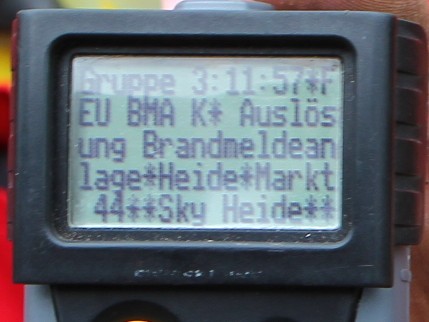 Gruppe 3:11:57*F
EU BMA K* Auslös
ung Brandmeldean
lage*Heide*Markt
44**Sky Heide**